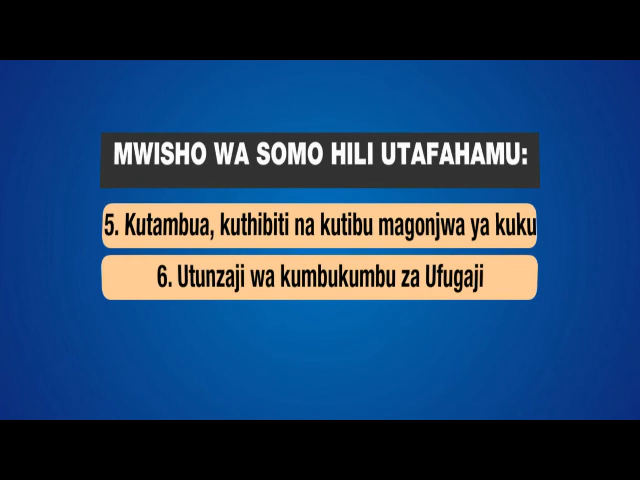 MWISHO WA SOMO HILI UTAFAHAMU:
5. Kutambua, kuthibiti na kutibu magonjwa ya kuku
6. Utunzaji wa kumbukumbu za Ufugaji